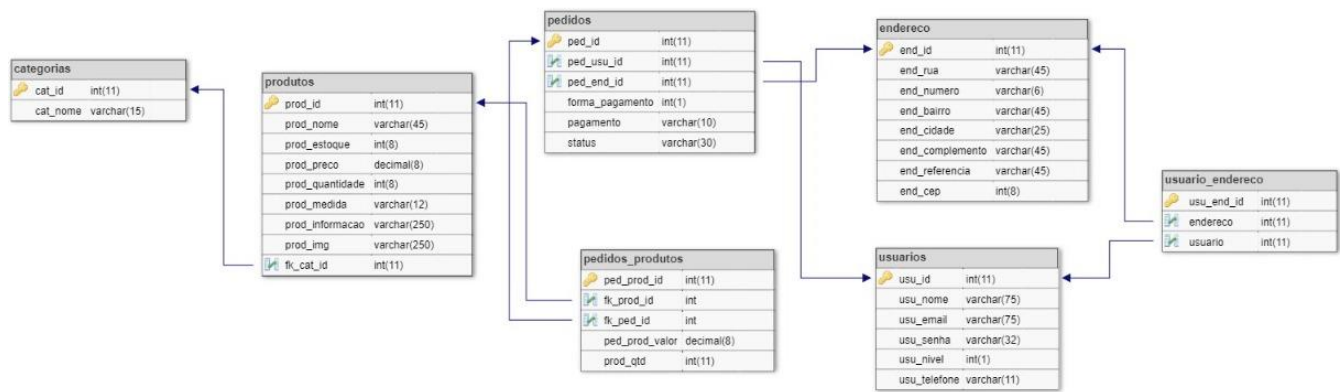 categorias
cat_id int(11)
cat_nome varchar(15)
produtos
prod_id int(11)
prod_nome varchar(45)
prod_estoque int(8)
prod_preco decimal(8)
prod_quantidade int(8)
prod_medida varchar(12)
prod_informacao varchar(250)
prod_img varchar(250)
fk_cat_id int(11)
pedidos
ped_id int(11)
ped_usu_id int(11)
ped_end_id int(11)
forma_pagamento int(1)
pagamento varchar(10)
status varchar(30)
pedidos_produtos
ped_prod_id int(11)
fk_prod_id int
fk_ped_id int
ped_prod_valor decimal(8)
prod_qtd int(11)
endereco
end_id int(11)
end_rua varchar(45)
end_numero varchar(6)
end_bairro varchar(45)
end_cidade varchar(25)
end_complemento varchar(45)
end_referencia varchar(45)
end_cep int(8)
usuarios
usu_id int(11)
usu_nome varchar(75)
usu_email varchar(75)
usu_senha varchar(32)
usu_nivel int(1)
usu_telefone varchar(11)
usuario_endereco
usu_end_id int(11)
endereco int(11)
usuario int(11)